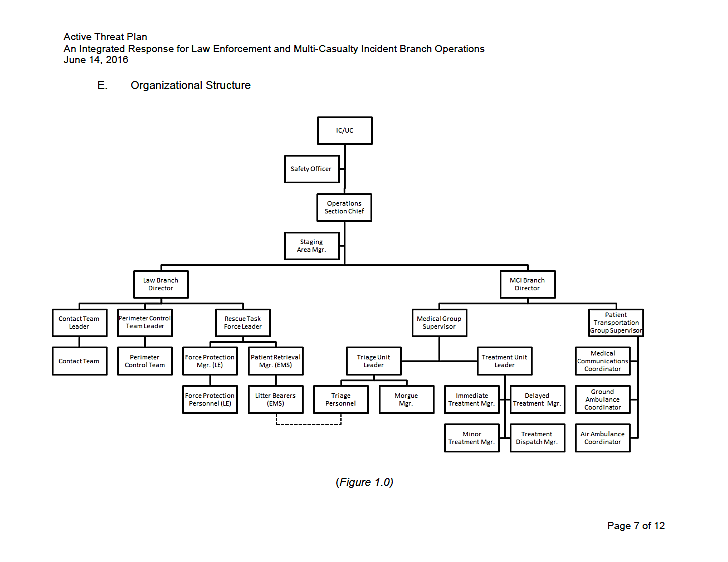 Active Threat Plan
An Integrated Response for Law Enforcement and Multi-Casualty Incident Branch Operations
June 14, 2016
E. Organizational Structure
IC/UC
Safety Officer
Operations
Section Chief
Staging
Area Mgr.
Law Branch
Director
MCI Branch
Director
Contact Team
Leader
Perimeter Control
Team Leader
Rescue Task
Force Leader
Medical Group
Supervisor
Patient
Transportation
Group Supervisor
Contact Team
Perimeter
Control Team
Force Protection
Mgr. (LE)
Patient Retrieval
Mgr. (EMS)
Triage Unit
Leader
Treatment Unit
Leader
Medical
Communications
Coordinator
Force Protection
Personnel (LE)
Litter Bearers
(EMS)
Triage
Personnel
Morgue
Mgr.
Immediate
Treatment Mgr.
Delayed
Treatment Mgr.
Ground
Ambulance
Coordinator
Minor
Treatment Mgr.
Treatment
Dispatch Mgr.
Air Ambulance
Coordinator
(Figure 1.0)
Page 7 of 12